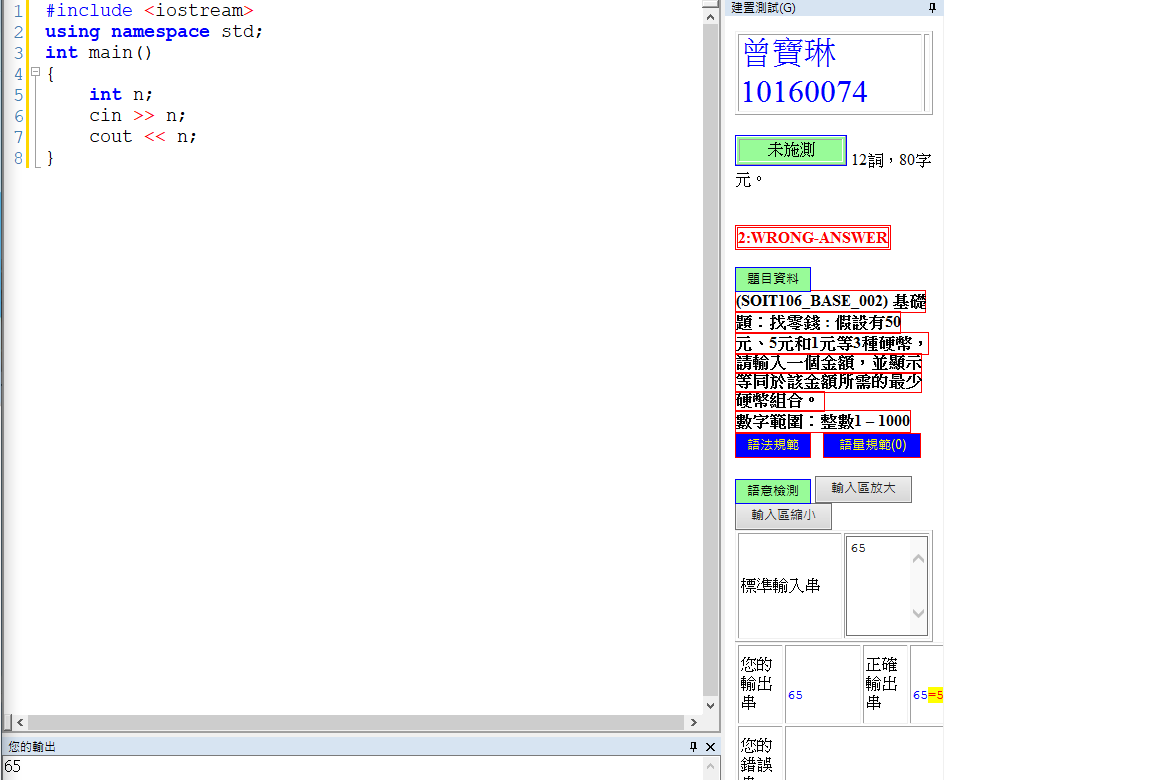 1 #include <iostream>
2 using namespace std;
3 int main()
4 {
5 int n;
6 cin >> n;
7 cout << n;
8 }
您的輸出
65
建置測試(G)
曾寶琳
10160074
未施測 12詞，80字
元。
2:WRONG-ANSWER
題目資料
(SOIT106_BASE_002) 基礎
題：找零錢 : 假設有50
元、5元和1元等3種硬幣，
請輸入一個金額，並顯示
等同於該金額所需的最少
硬幣組合。
數字範圍：整數1 – 1000
語法規範 語量規範(0)
語意檢測 輸入區放大
輸入區縮小
標準輸入串 65
您的
輸出
串
65
正確
輸出
串
65=5
您的
錯誤